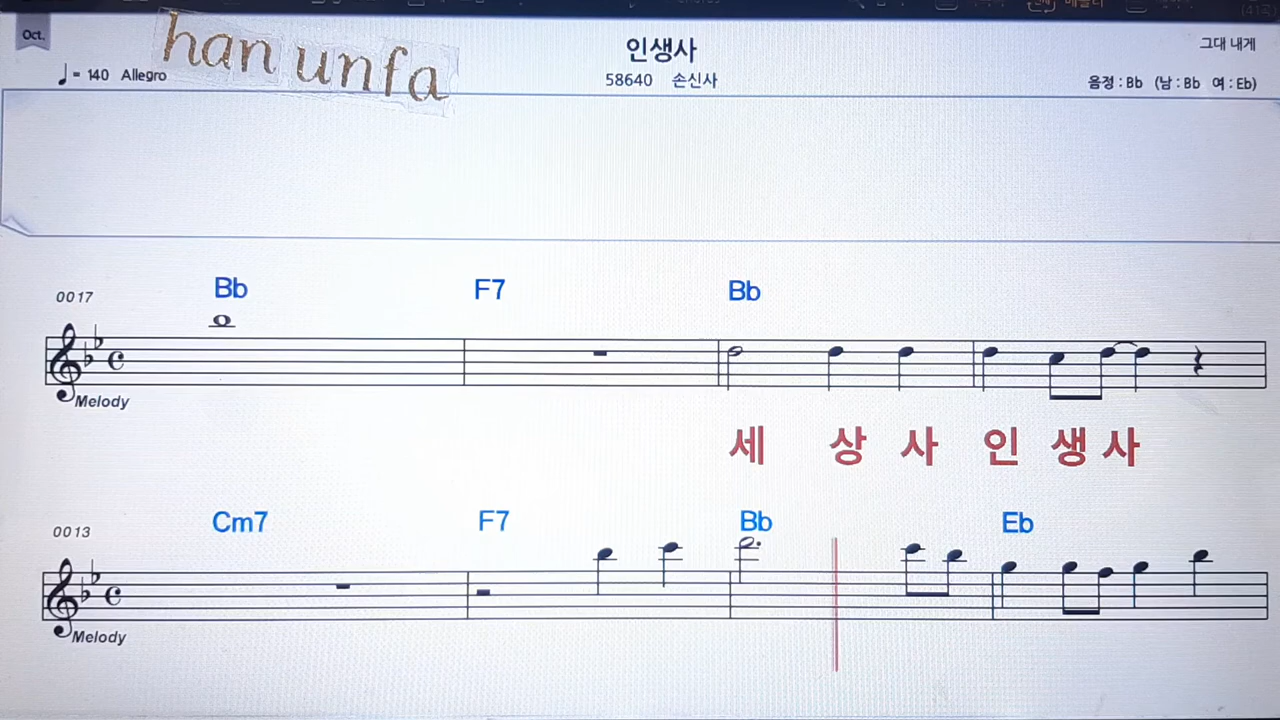 Oct.
han unfa
인생사
그대 내게
♩= 140 Allegro
58640 손신사
음정 : Bb (남 : Bb 여 : Eb)
0017
Bb F7 Bb
Melody
세 상 사 인 생 사
0013
Cm7 F7 Bb Eb
Melody